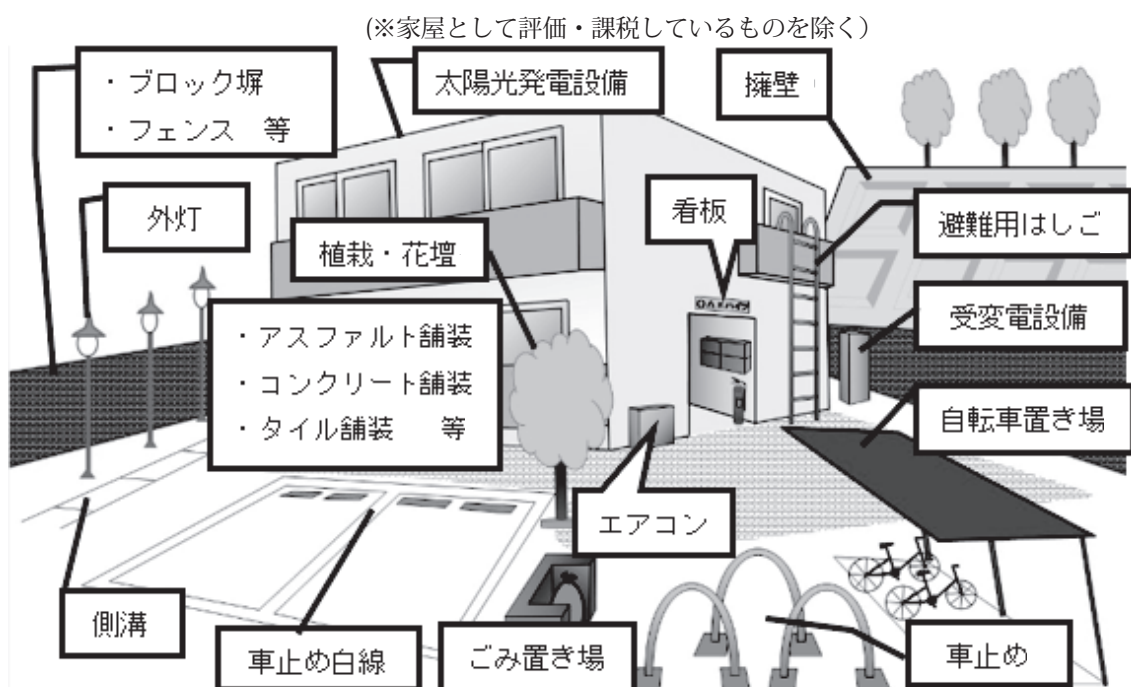 (※家屋として評価・課税しているものを除く）
・ブロック塀
・フェンス　等
太陽光発電設備
擁壁
外灯
植栽・花壇
看板
避難用はしご
・アスファルト舗装
・コンクリート舗装
・タイル舗装　等
受変電設備
自転車置き場
エアコン
側溝
車止め白線
ごみ置き場
車止め